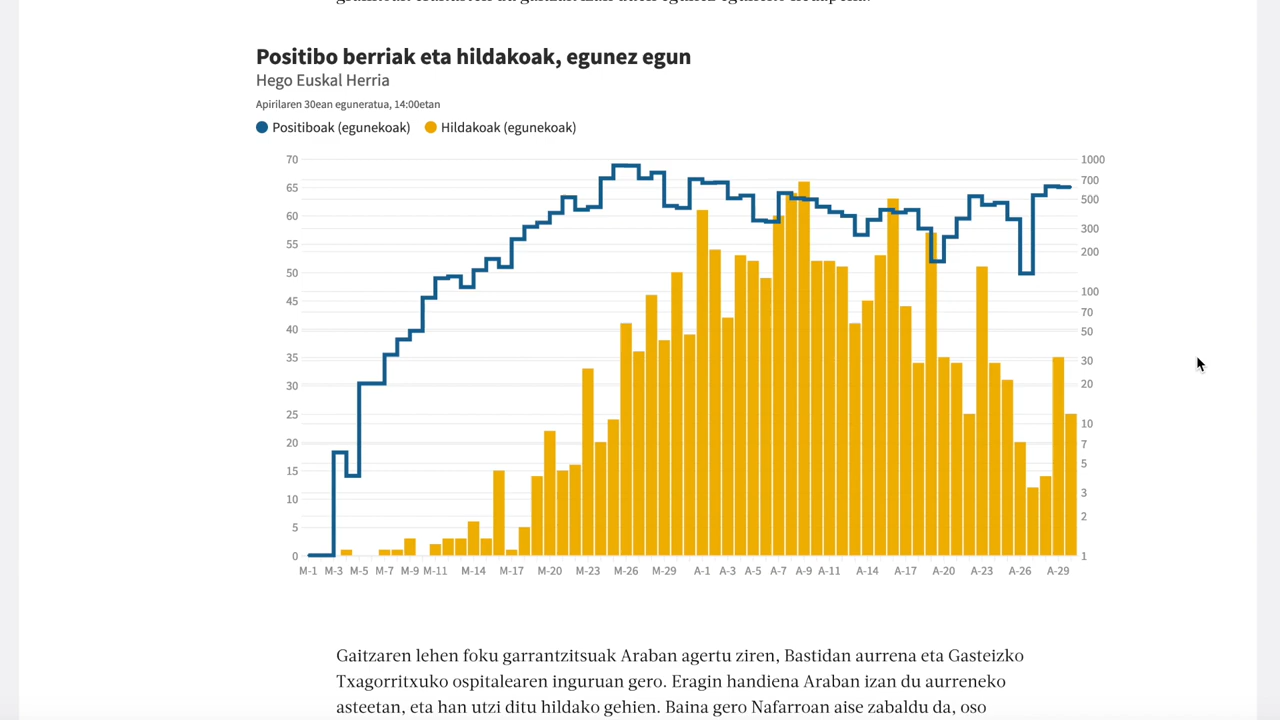 Positibo berriak eta hildakoak, egunez egun
Hego Euskal Herria
Apirilaren 30ean eguneratua, 14:00etan
Positiboak (egunekoak) Hildakoak (egunekoak)
70 1000
65 700
60 500
55 300
50 200
45 100
40 70
35 50
30 30
25 20
20 10
15 7
10 5
5 3
0 2
1
M-1 M-3 M-5 M-7 M-9 M-11 M-14 M-17 M-20 M-23 M-26 M-29 A-1 A-3 A-5 A-7 A-9 A-11 A-14 A-17 A-20 A-23 A-26 A-29
Gaitzaren lehen foku garrantzitsuak Araban agertu ziren, Bastidan aurrena eta Gasteizko
Txagorritxuko ospitalearen inguruan gero. Eragin handiena Araban izan du aurreneko
asteetan, eta han utzi ditu hildako gehien. Baina gero Nafarroan aise zabaldu da, oso